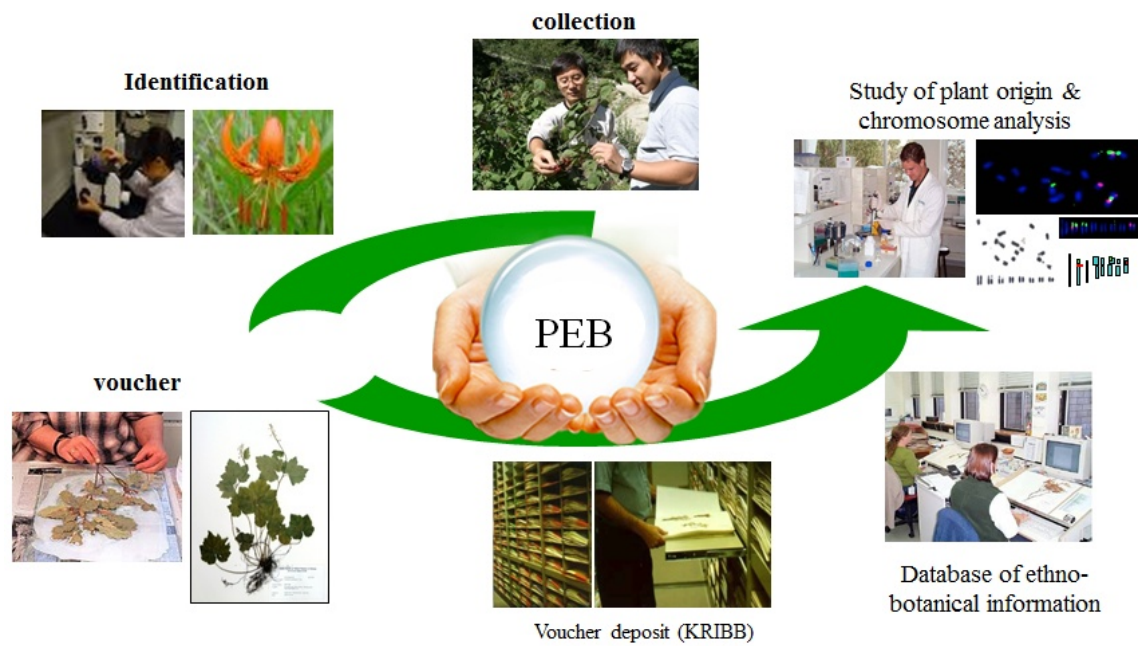 collection
Identification
Study of plant origin &
chromosome analysis
PEB
voucher
Voucher deposit (KRIBB)
Database of ethno-
botanical information